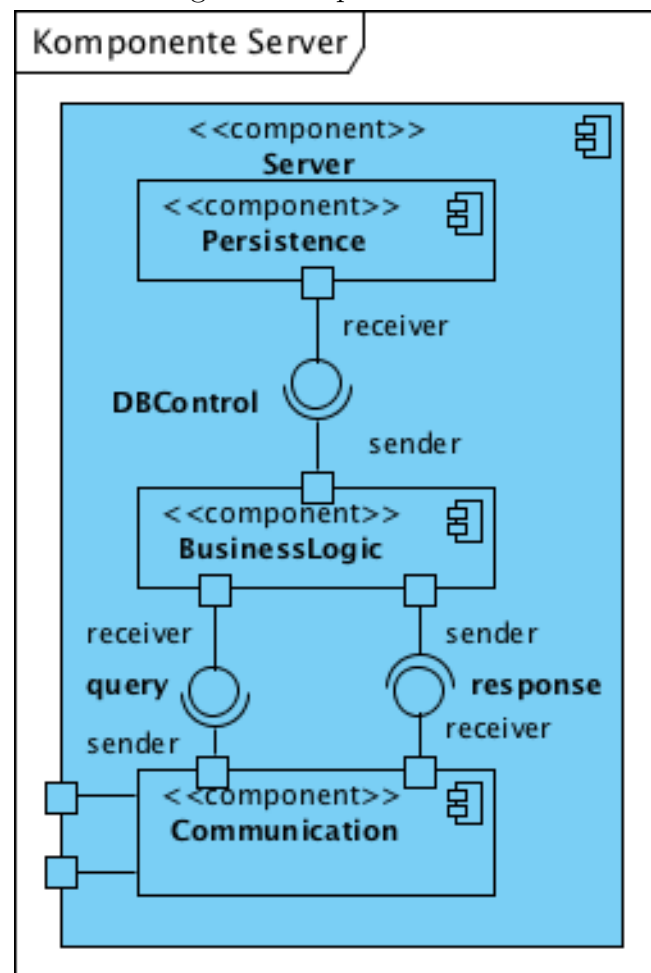 Komponente Server
<<component>>
Server
<<component>>
Persistence
receiver
DBControl
sender
<<component>>
BusinessLogic
receiver
sender
query
response
sender
receiver
<<component>>
Communication